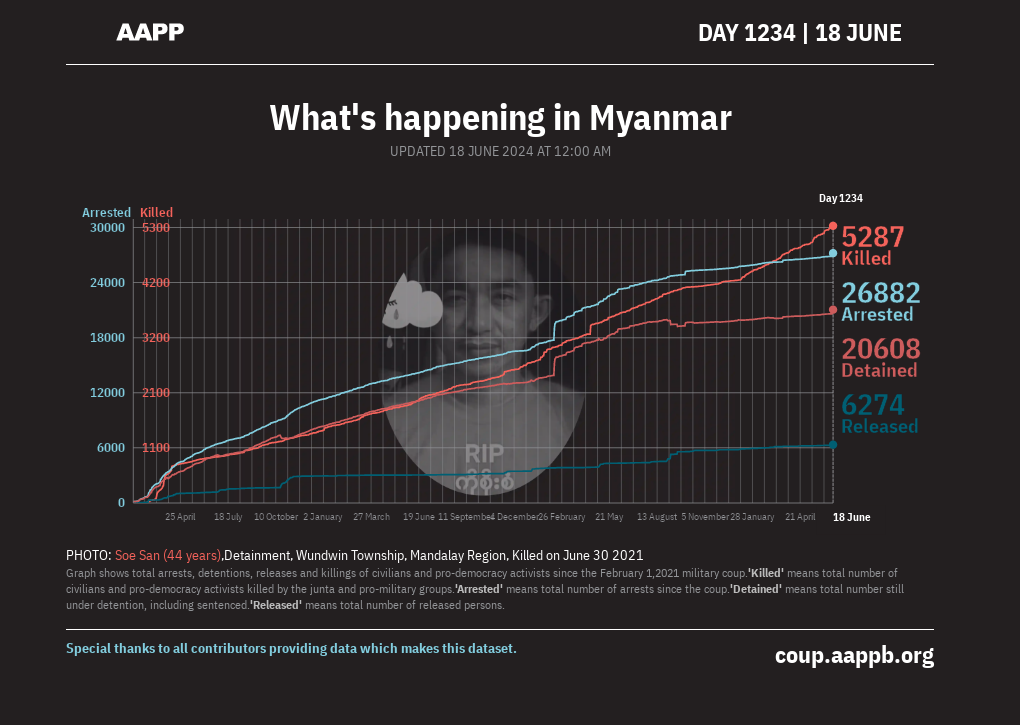 AAPP
DAY 1234 | 18 JUNE
What's happening in Myanmar
UPDATED 18 JUNE 2024 AT 12:00 AM
Day 1234
Arrested Killed
30000 5300
24000 4200
18000 3200
12000 2100
6000 1100
0
5287
Killed
26882
Arrested
20608
Detained
6274
Released
RIP
25 April 18 July 10 October 2 January 27 March 19 June 11 September 4 December 26 February 21 May 13 August 5 November 28 January 21 April 18 June
PHOTO: Soe San (44 years),Detainment, Wundwin Township, Mandalay Region, Killed on June 30 2021
Graph shows total arrests, detentions, releases and killings of civilians and pro-democracy activists since the February 1,2021 military coup.'Killed' means total number of
civilians and pro-democracy activists killed by the junta and pro-military groups.'Arrested' means total number of arrests since the coup.'Detained' means total number still
under detention, including sentenced.'Released' means total number of released persons.
Special thanks to all contributors providing data which makes this dataset.
coup.aappb.org